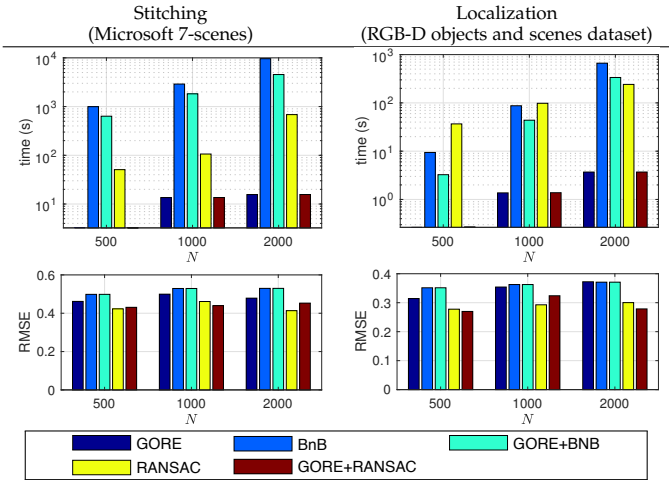 Stitching
(Microsoft 7-scenes)
Localization
(RGB-D objects and scenes dataset)
time (s)
10^4
10^3
10^2
10^1
500
1000
2000
N
time (s)
10^3
10^2
10^1
10^0
500
1000
2000
N
RMSE
0.6
0.4
0.2
0
500
1000
2000
N
RMSE
0.4
0.3
0.2
0.1
0
500
1000
2000
N
GORE
BnB
GORE+BNB
RANSAC
GORE+RANSAC